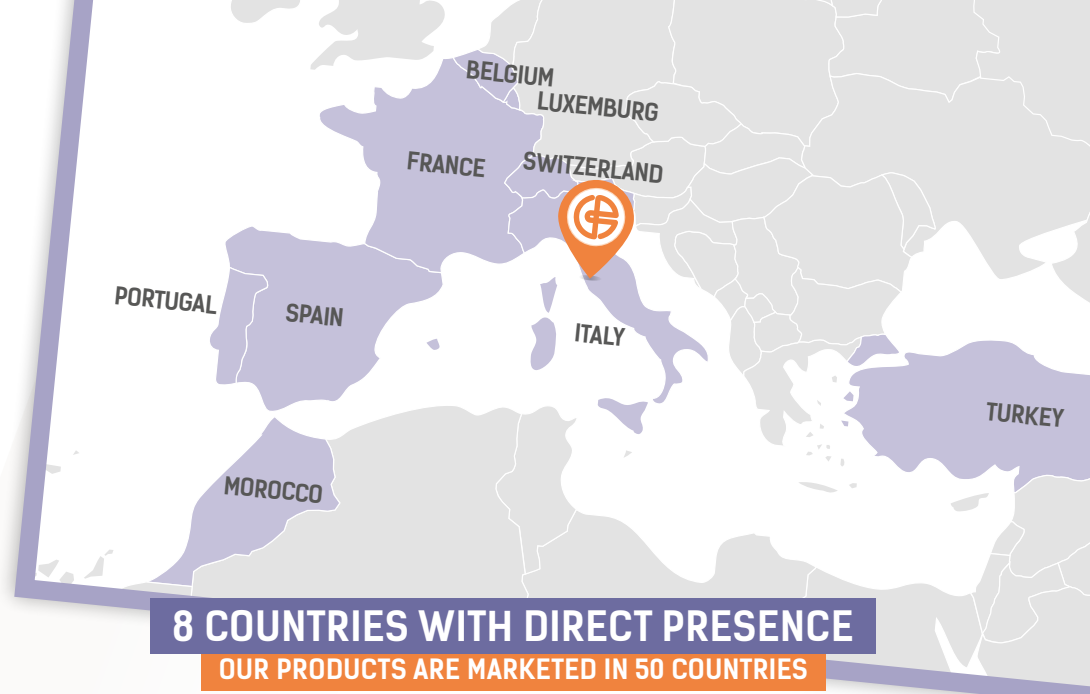 BELGIUM
LUXEMBURG
FRANCE
SWITZERLAND
PORTUGAL
SPAIN
ITALY
TURKEY
MOROCCO
8 COUNTRIES WITH DIRECT PRESENCE
OUR PRODUCTS ARE MARKETED IN 50 COUNTRIES